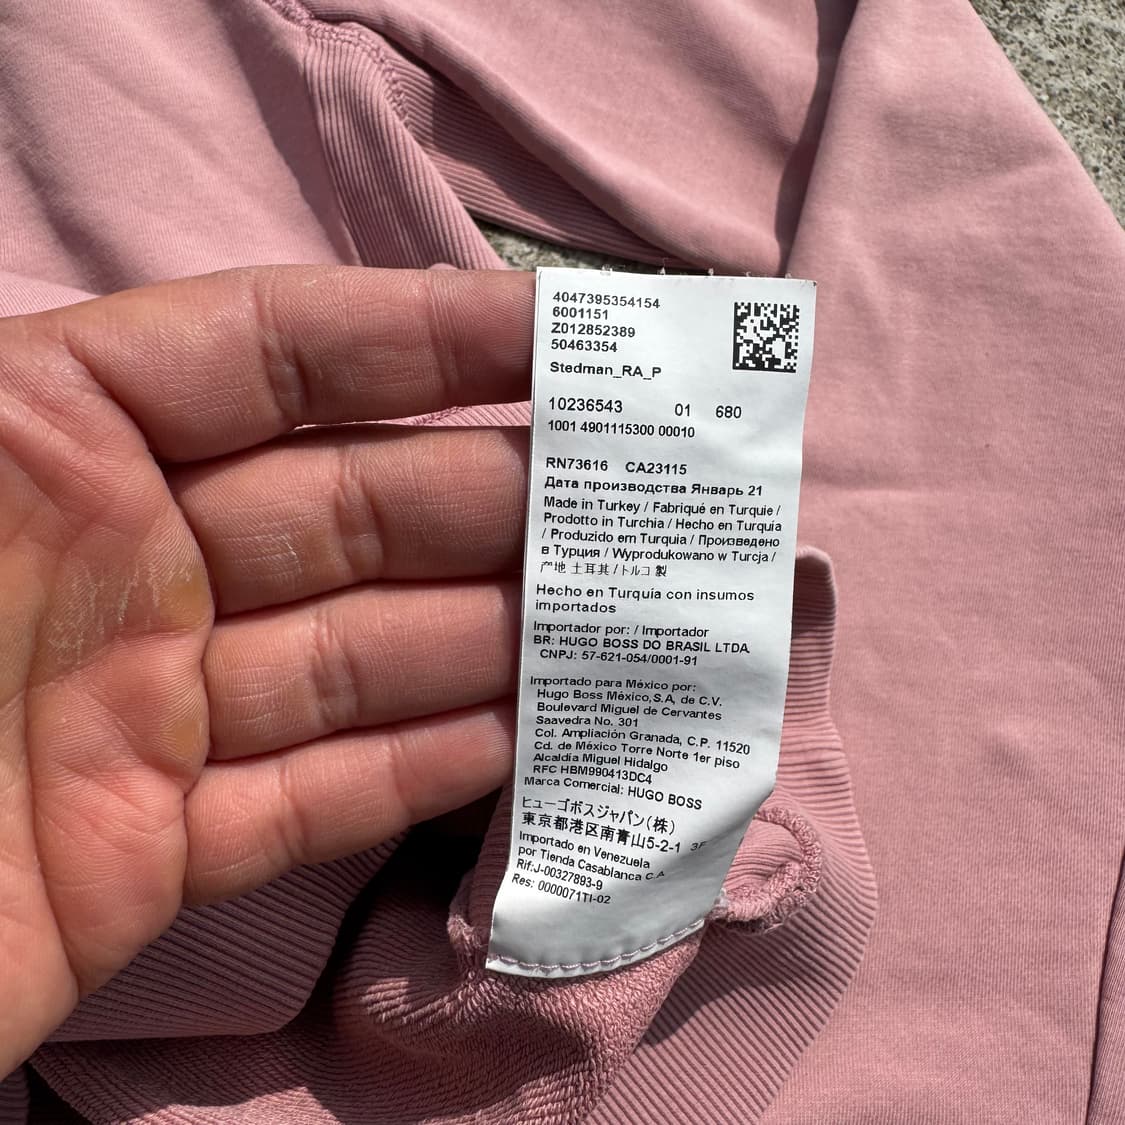 4047395354154
6001151
Z012852389
50463354
Stedman_RA_P
10236543 01 680
1001 4901115300 00010
RN73616 CA23115
Дата производства Январь 21
Made in Turkey / Fabriqué en Turquie /
Prodotto in Turchia / Hecho en Turquía
/ Produzido em Turquia / Произведено
в Турция / Wyprodukowano w Turcja /
产地 土耳其 / トルコ 製
Hecho en Turquía con insumos
importados
Importador por: / Importador
BR: HUGO BOSS DO BRASIL LTDA.
CNPJ: 57-621-054/0001-91
Importado para México por:
Hugo Boss México,S.A, de C.V.
Boulevard Miguel de Cervantes
Saavedra No. 301
Col. Ampliación Granada, C.P. 11520
Cd. de México Torre Norte 1er piso
Alcaldía Miguel Hidalgo
RFC HBM990413DC4
Marca Comercial: HUGO BOSS
ヒューゴボスジャパン(株)
東京都港区南青山5-2-1 3F
Importado en Venezuela
por Tienda Casablanca C.A.
Rif:J-00327893-9
Res: 0000071TI-02